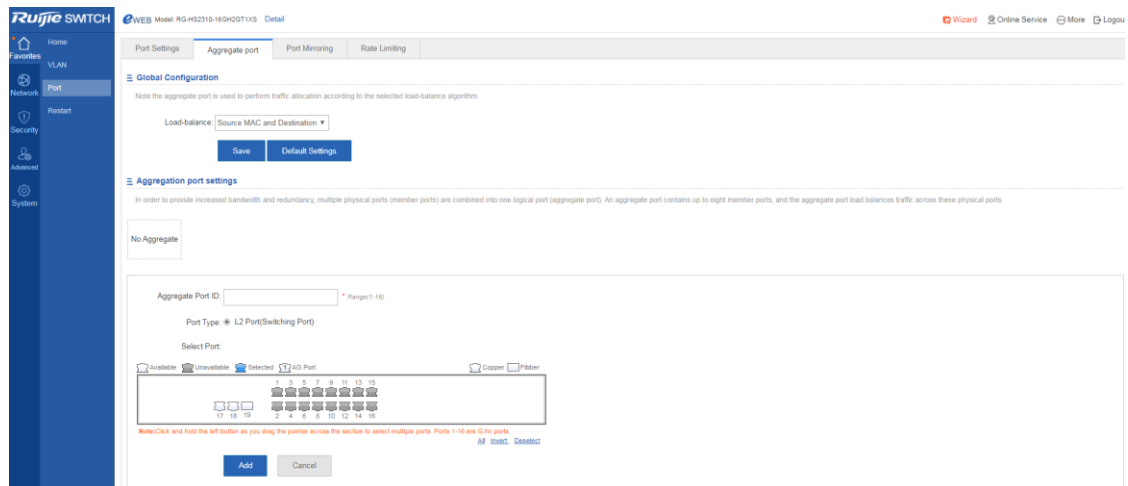 Ruijie SWITCH
eWEB Model: RG-HS2310-16GH2GT1XS Detail
Wizard Online Service More Logou
Favorites
Network
Security
Advanced
System
Home
VLAN
Port
Restart
Port Settings Aggregate port Port Mirroring Rate Limiting
Global Configuration
Note:the aggregate port is used to perform traffic allocation according to the selected load-balance algorithm.
Load-balance: Source MAC and Destination
Save Default Settings
Aggregation port settings
In order to provide increased bandwidth and redundancy, multiple physical ports (member ports) are combined into one logical port (aggregate port). An aggregate port contains up to eight member ports, and the aggregate port load balances traffic across these physical ports.
No Aggregate
Aggregate Port ID: * Range(1-16)
Port Type: L2 Port(Switching Port)
Select Port:
Available Unavailable Selected 1 AG Port Copper Fibber
1 3 5 7 9 11 13 15
17 18 19 2 4 6 8 10 12 14 16
Note:Click and hold the left button as you drag the pointer across the section to select multiple ports. Ports 1-16 are G.hn ports.
All Invert Deselect
Add Cancel